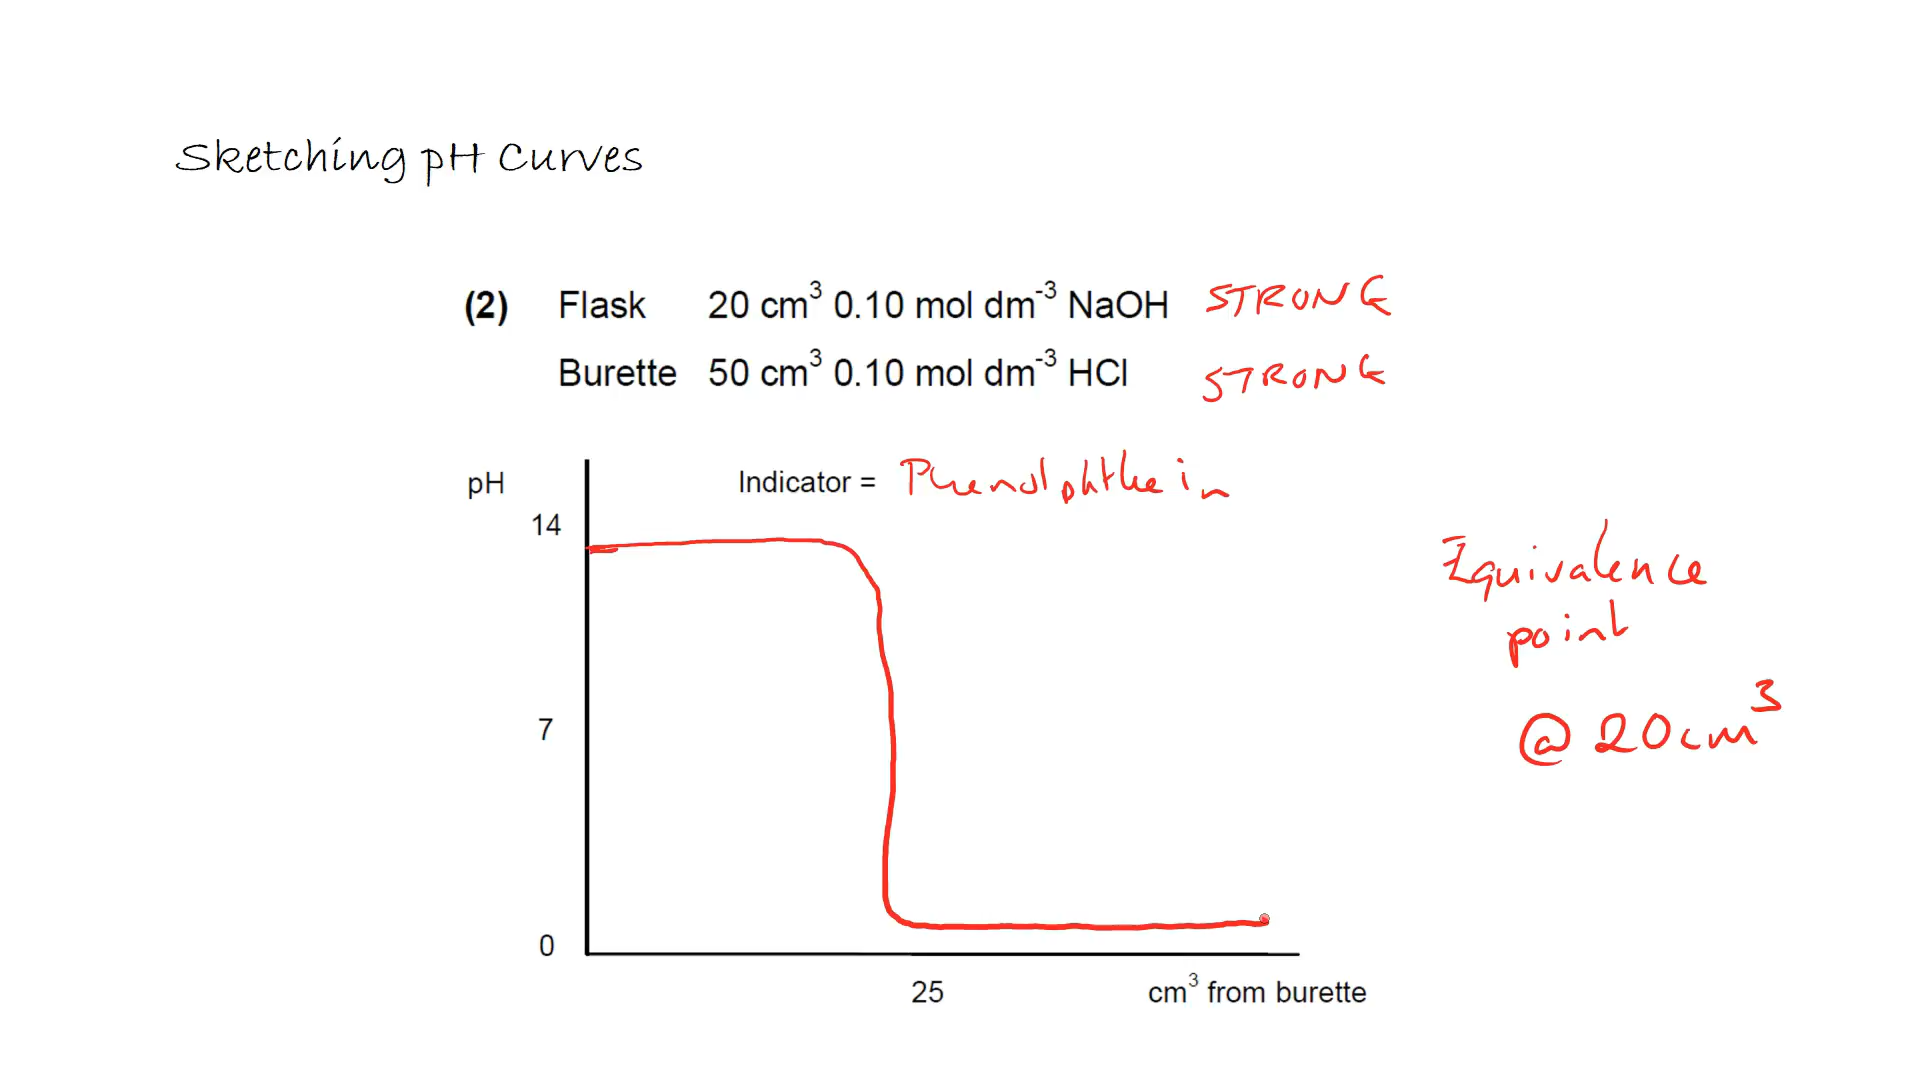 Sketching pH Curves
(2) Flask 20 cm³ 0.10 mol dm⁻³ NaOH STRONG
Burette 50 cm³ 0.10 mol dm⁻³ HCl STRONG
pH
Indicator = Phenolphthein
14
Equivalence
point
7
@ 20cm³
0
25
cm³ from burette